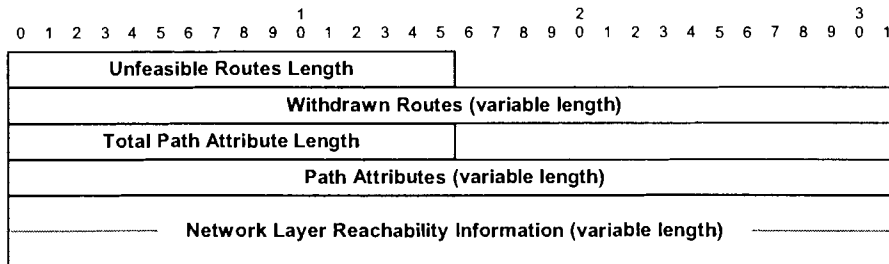 1 2 3
0 1 2 3 4 5 6 7 8 9 0 1 2 3 4 5 6 7 8 9 0 1 2 3 4 5 6 7 8 9 0 1
Unfeasible Routes Length
Withdrawn Routes (variable length)
Total Path Attribute Length
Path Attributes (variable length)
Network Layer Reachability Information (variable length)